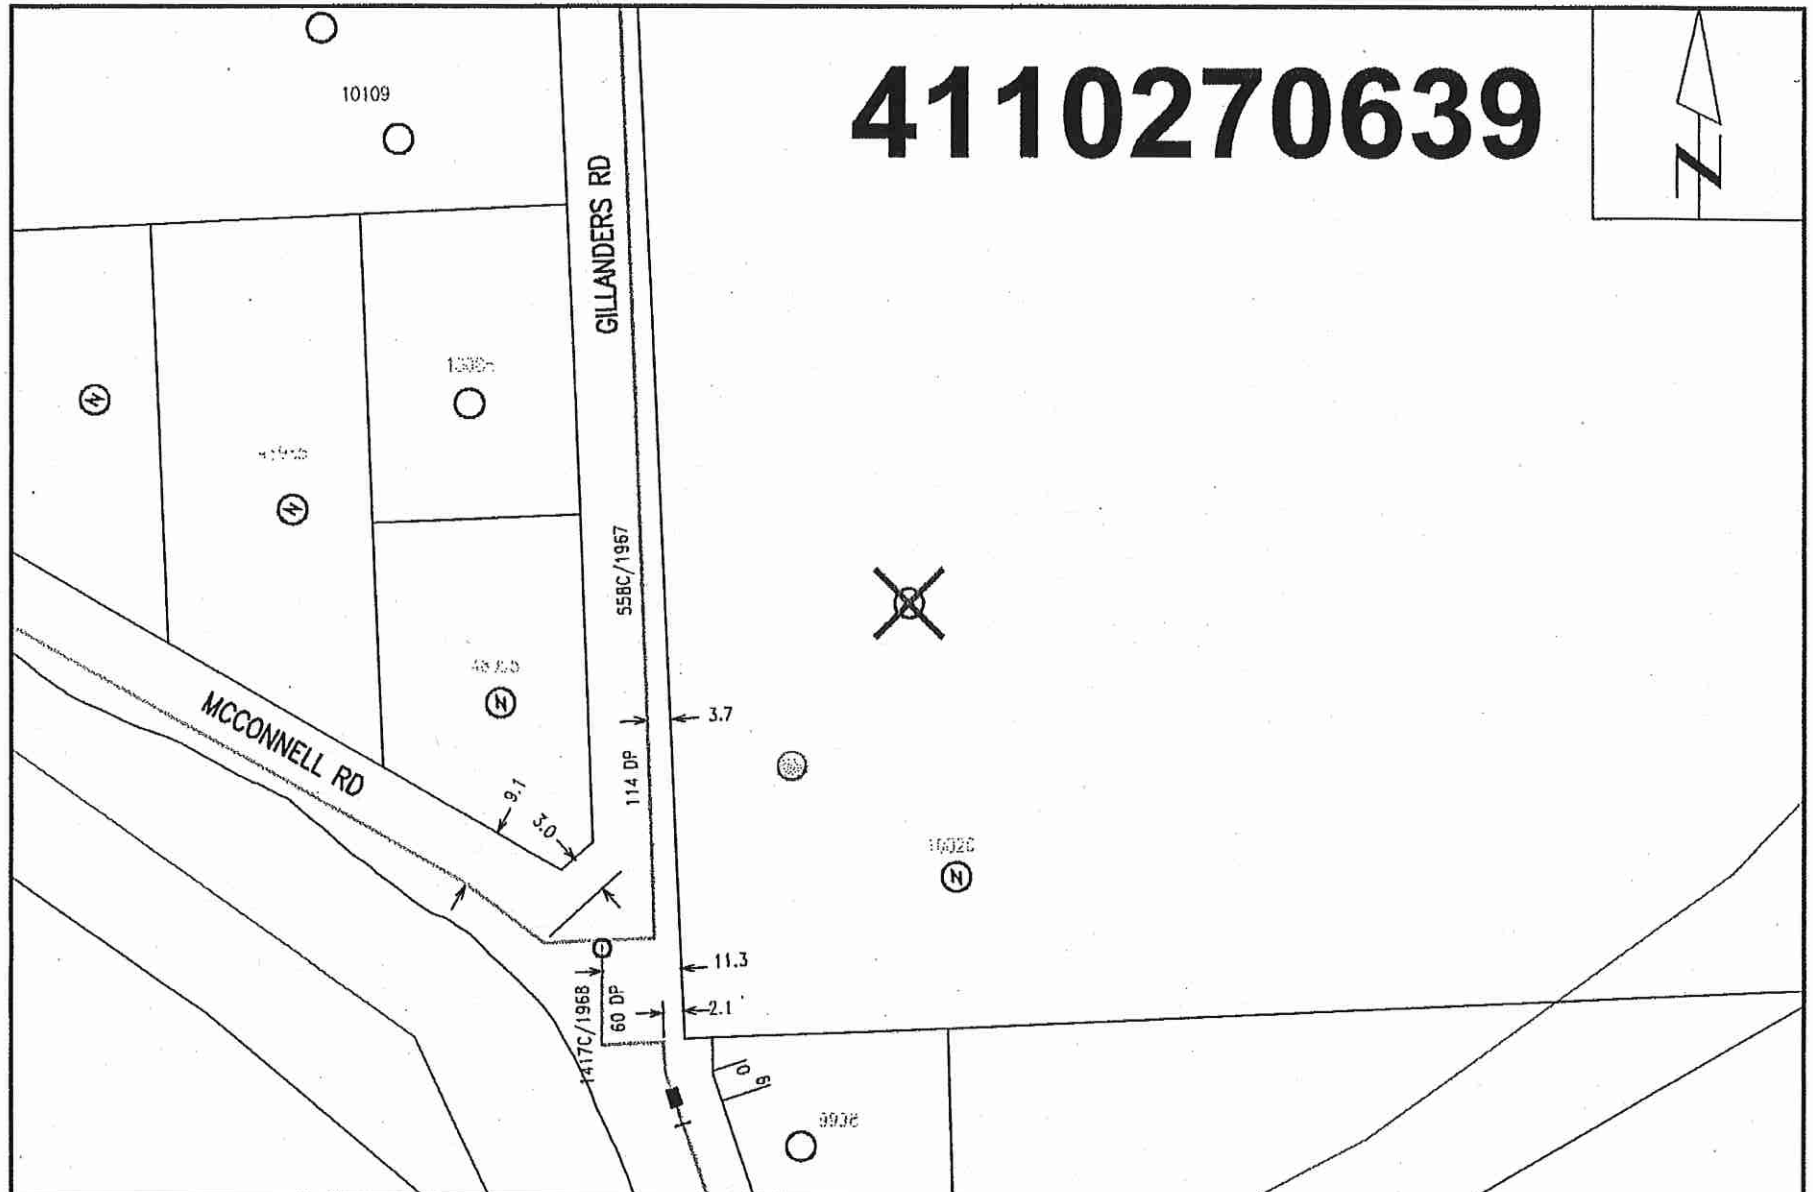 4110270639
N
10109
GILLANDERS RD
558C/1967
MCCONNELL RD
3.7
114 DP
9.1
3.0
N
N
N
N
11.3
2.1
1417C/1968
60 DP